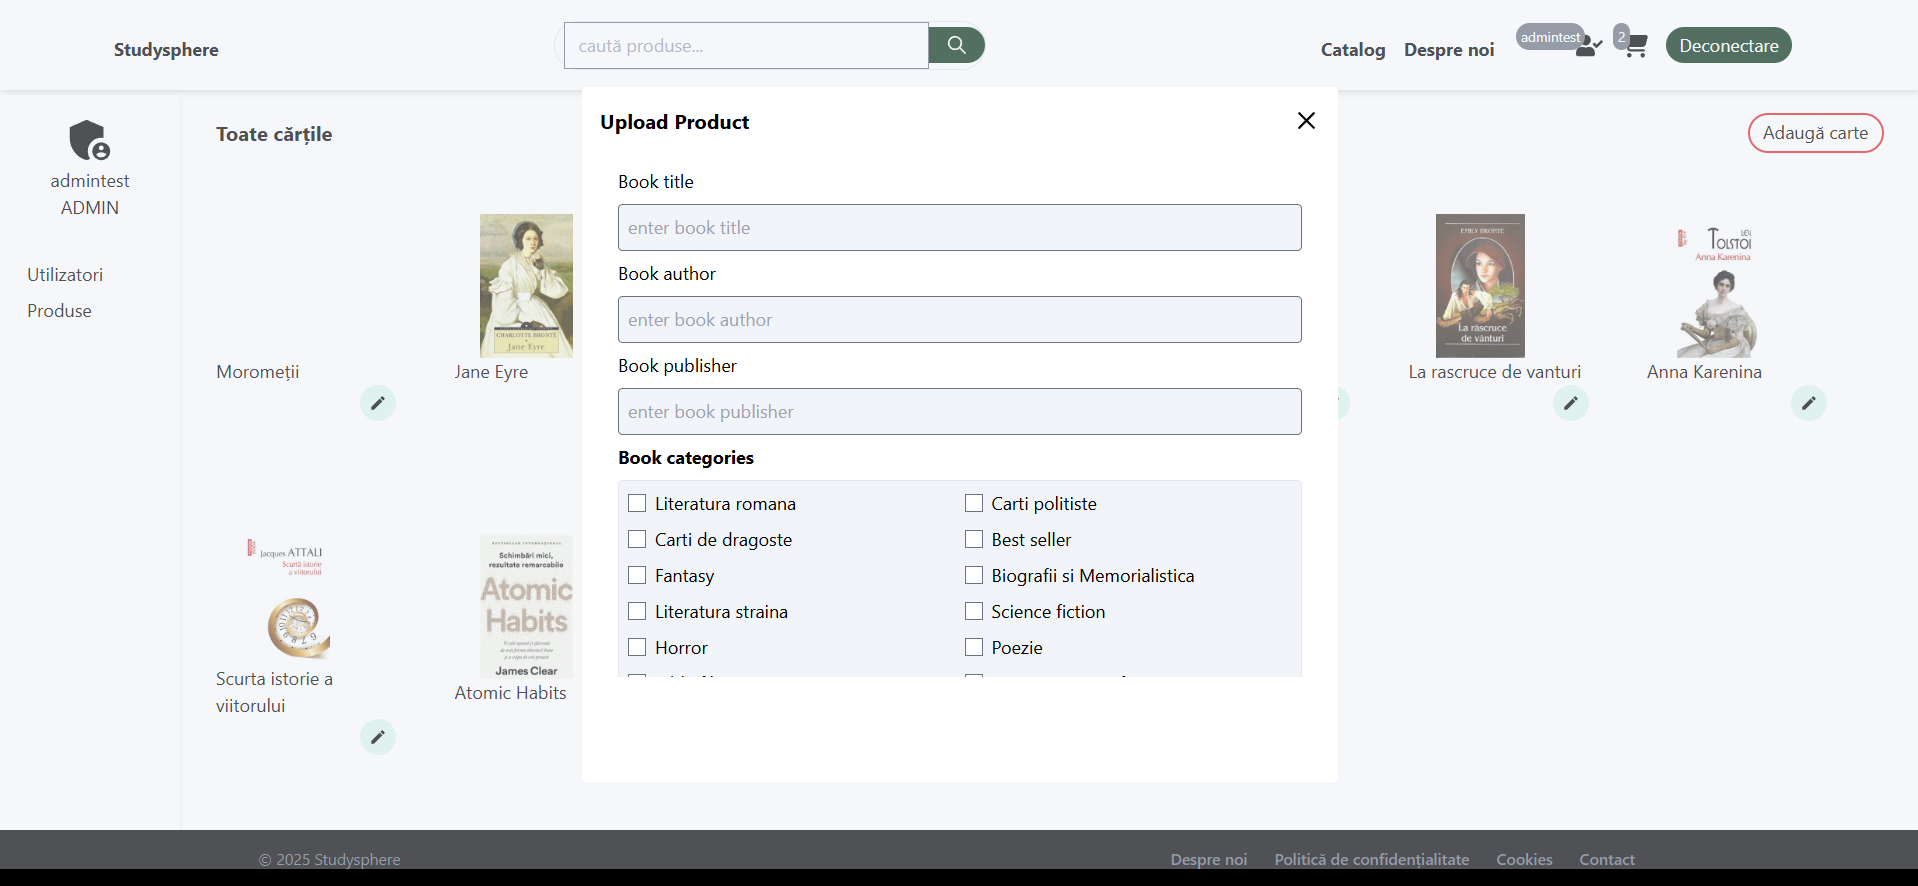 Studysphere
caută produse...
Catalog
Despre noi
admintest
2
Deconectare
admintest
ADMIN
Utilizatori
Produse
Toate cărțile
Adaugă carte
Upload Product
Book title
enter book title
Book author
enter book author
Book publisher
enter book publisher
Book categories
Literatura romana
Carti politiste
Carti de dragoste
Best seller
Fantasy
Biografii si Memorialistica
Literatura straina
Science fiction
Horror
Poezie
Moromeții
CHARLOTTE BRONTË
Jane Eyre
Jane Eyre
EMILY BRONTË
La răscruce
de vânturi
La rascruce de vanturi
LEV
TOLSTOI
Anna Karenina
Anna Karenina
Jacques ATTALI
Scurtă istorie
a viitorului
Scurta istorie a
viitorului
BESTSELLER INTERNAȚIONAL
Schimbări mici,
rezultate remarcabile
Atomic
Habits
James Clear
Atomic Habits
© 2025 Studysphere
Despre noi
Politică de confidențialitate
Cookies
Contact